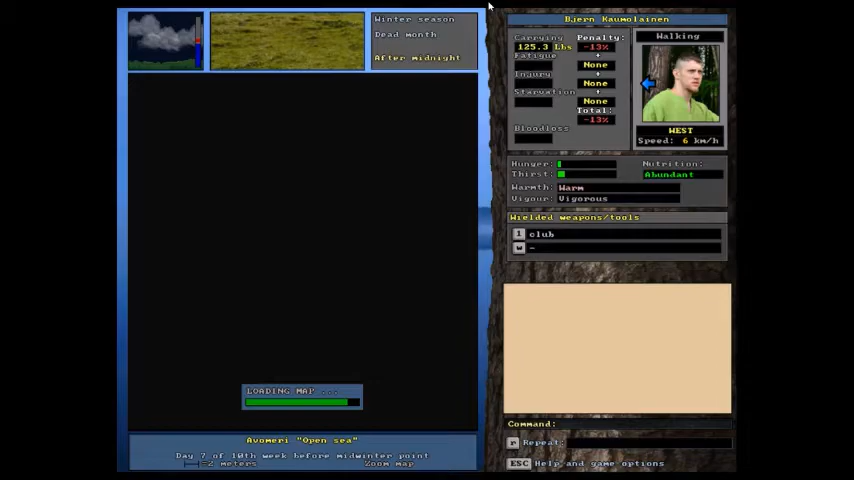 Winter season
Dead month
After midnight
LOADING MAP ...
Avomeri "Open sea"
Day 7 of 10th week before midwinter point
2 meters
Zoom map
Bjern Kaumolainen
Carrying
125.3 Lbs
Fatigue
Injury
Starvation
Bloodloss
Penalty:
-13%
+
None
+
None
+
None
Total:
-13%
Walking
WEST
Speed: 6 km/h
Hunger:
Thirst:
Nutrition:
Abundant
Warmth: Warm
Vigour: Vigorous
Wielded weapons/tools
1 club
w -
Command:
r Repeat:
ESC Help and game options